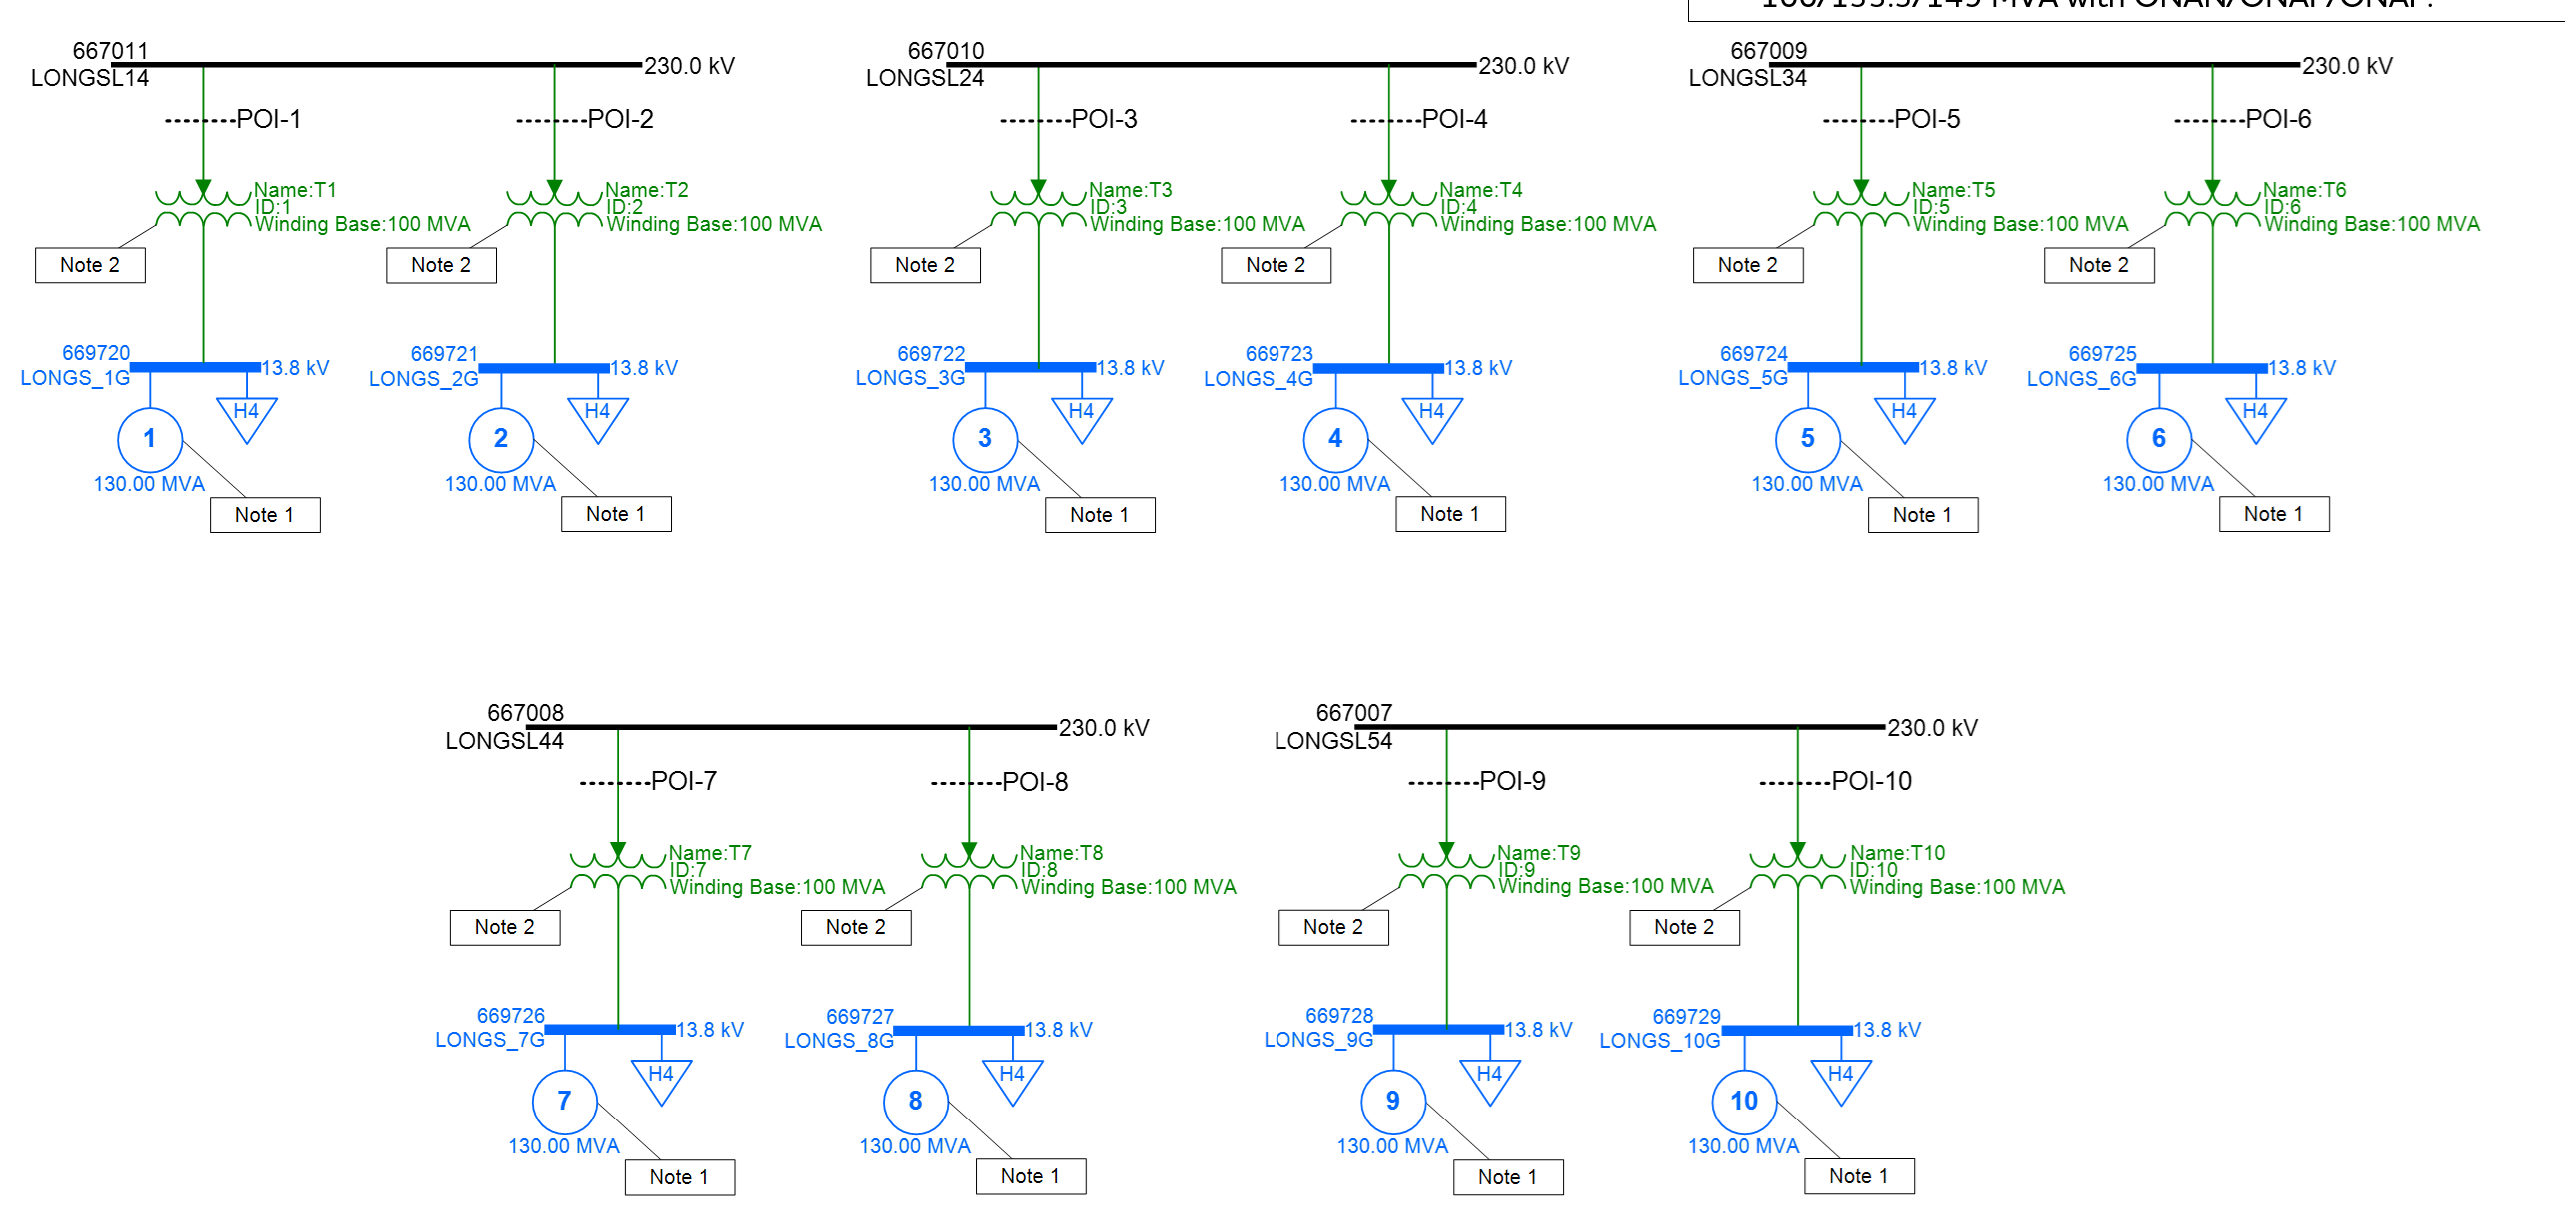 667011
LONGSL14
230.0 kV
POI-1
POI-2
Name:T1
ID:1
Winding Base:100 MVA
Name:T2
ID:2
Winding Base:100 MVA
Note 2
Note 2
669720
LONGS_1G
13.8 kV
669721
LONGS_2G
13.8 kV
1
H4
2
H4
130.00 MVA
130.00 MVA
Note 1
Note 1
667010
LONGSL24
230.0 kV
POI-3
POI-4
Name:T3
ID:3
Winding Base:100 MVA
Name:T4
ID:4
Winding Base:100 MVA
Note 2
Note 2
669722
LONGS_3G
13.8 kV
669723
LONGS_4G
13.8 kV
3
H4
4
H4
130.00 MVA
130.00 MVA
Note 1
Note 1
667009
LONGSL34
230.0 kV
POI-5
POI-6
Name:T5
ID:5
Winding Base:100 MVA
Name:T6
ID:6
Winding Base:100 MVA
Note 2
Note 2
669724
LONGS_5G
13.8 kV
669725
LONGS_6G
13.8 kV
5
H4
6
H4
130.00 MVA
130.00 MVA
Note 1
Note 1
667008
LONGSL44
230.0 kV
POI-7
POI-8
Name:T7
ID:7
Winding Base:100 MVA
Name:T8
ID:8
Winding Base:100 MVA
Note 2
Note 2
669726
LONGS_7G
13.8 kV
669727
LONGS_8G
13.8 kV
7
H4
8
H4
130.00 MVA
130.00 MVA
Note 1
Note 1
667007
LONGSL54
230.0 kV
POI-9
POI-10
Name:T9
ID:9
Winding Base:100 MVA
Name:T10
ID:10
Winding Base:100 MVA
Note 2
Note 2
669728
LONGS_9G
13.8 kV
669729
LONGS_10G
13.8 kV
9
H4
10
H4
130.00 MVA
130.00 MVA
Note 1
Note 1